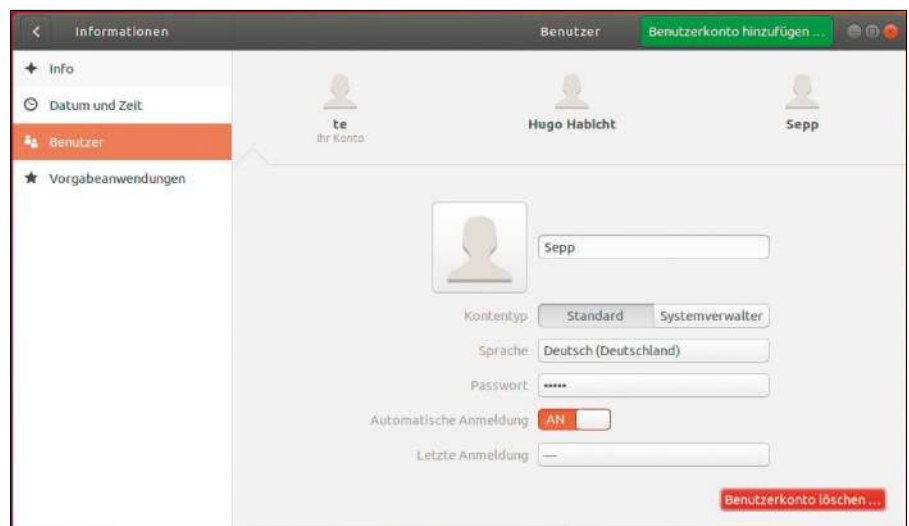 Informationen
Benutzer
Benutzerkonto hinzufügen ...
Info
Datum und Zeit
Benutzer
Vorgabeanwendungen
te
Ihr Konto
Hugo Habicht
Sepp
Sepp
Kontentyp Standard Systemverwalter
Sprache Deutsch (Deutschland)
Passwort •••••
Automatische Anmeldung AN
Letzte Anmeldung —
Benutzerkonto löschen ...